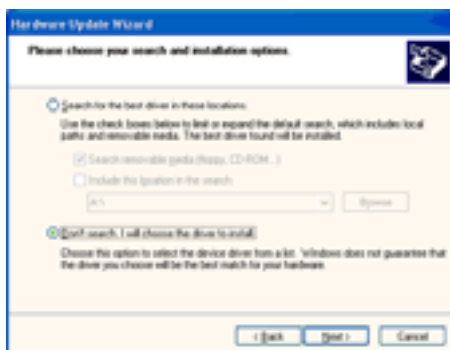 Hardware Update Wizard
Please choose your search and installation options.
Search for the best driver in these locations.
Use the check boxes below to limit or expand the default search, which includes local
paths and removable media. The best driver found will be installed.
Search removable media (floppy, CD-ROM...)
Include this location in the search:
A:\
Browse
Don't search. I will choose the driver to install.
Choose this option to select the device driver from a list. Windows does not guarantee that
the driver you choose will be the best match for your hardware.
< Back
Next >
Cancel